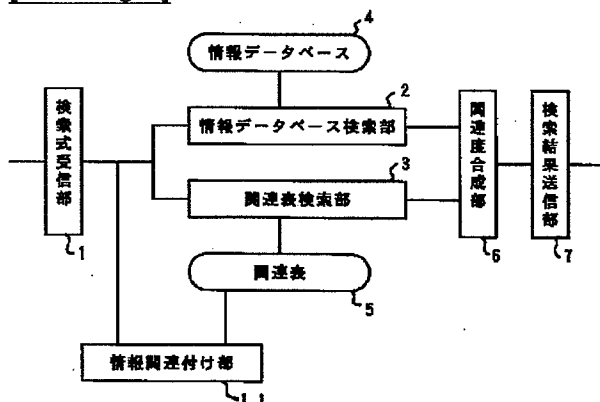 4
情報データベース
2
検索式受信部
情報データベース検索部
関連度合成部
検索結果送信部
3
関連表検索部
1
6
7
関連表
5
情報関連付け部
11